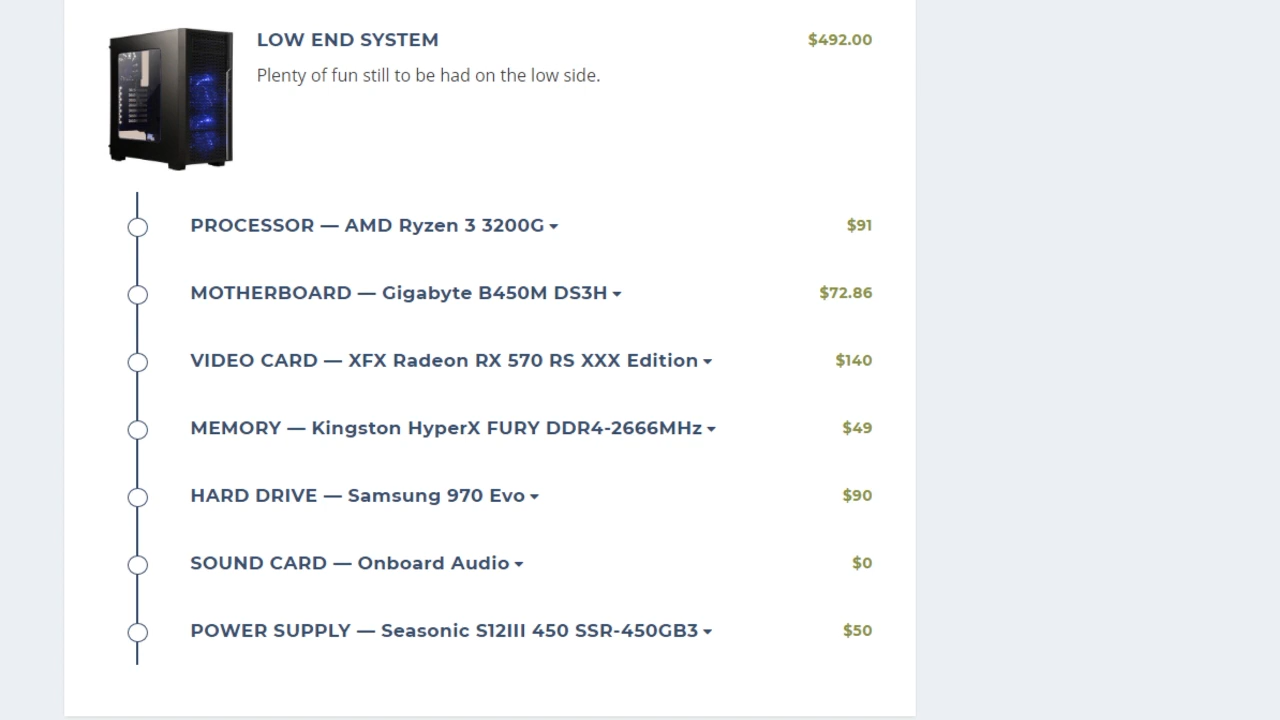 LOW END SYSTEM $492.00
Plenty of fun still to be had on the low side.
PROCESSOR — AMD Ryzen 3 3200G $91
MOTHERBOARD — Gigabyte B450M DS3H $72.86
VIDEO CARD — XFX Radeon RX 570 RS XXX Edition $140
MEMORY — Kingston HyperX FURY DDR4-2666MHz $49
HARD DRIVE — Samsung 970 Evo $90
SOUND CARD — Onboard Audio $0
POWER SUPPLY — Seasonic S12III 450 SSR-450GB3 $50